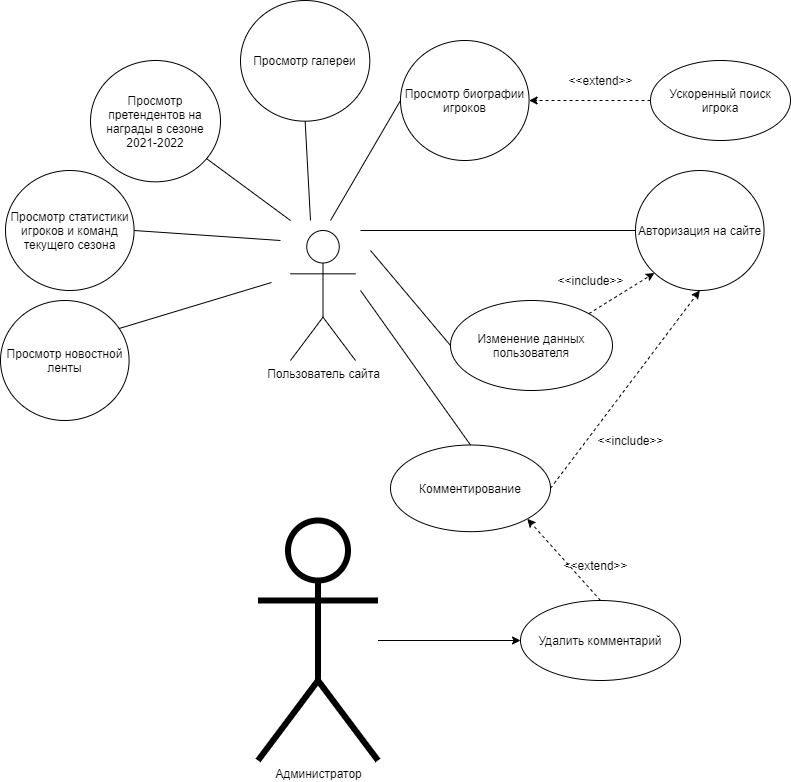 Просмотр галереи
Просмотр биографии
игроков
<<extend>>
Ускоренный поиск
игрока
Просмотр
претендентов на
награды в сезоне
2021-2022
Просмотр статистики
игроков и команд
текущего сезона
Авторизация на сайте
<<include>>
Изменение данных
пользователя
Просмотр новостной
ленты
Пользователь сайта
<<include>>
Комментирование
<<extend>>
Удалить комментарий
Администратор